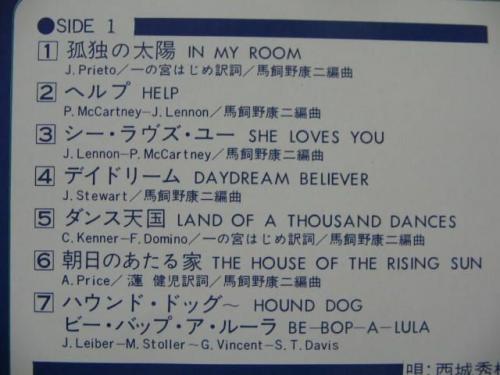 ●SIDE 1
1 孤独の太陽 IN MY ROOM
J. Prieto／一の宮はじめ訳詞／馬飼野康二編曲
2 ヘルプ HELP
P. McCartney–J. Lennon／馬飼野康二編曲
3 シー・ラヴズ・ユー SHE LOVES YOU
J. Lennon–P. McCartney／馬飼野康二編曲
4 デイドリーム DAYDREAM BELIEVER
J. Stewart／馬飼野康二編曲
5 ダンス天国 LAND OF A THOUSAND DANCES
C. Kenner–F. Domino／一の宮はじめ訳詞／馬飼野康二編曲
6 朝日のあたる家 THE HOUSE OF THE RISING SUN
A. Price／漣 健児訳詞／馬飼野康二編曲
7 ハウンド・ドッグ～ HOUND DOG
ビー・バップ・ア・ルーラ BE–BOP–A–LULA
J. Leiber–M. Stoller～G. Vincent–S. T. Davis
唄：西城秀